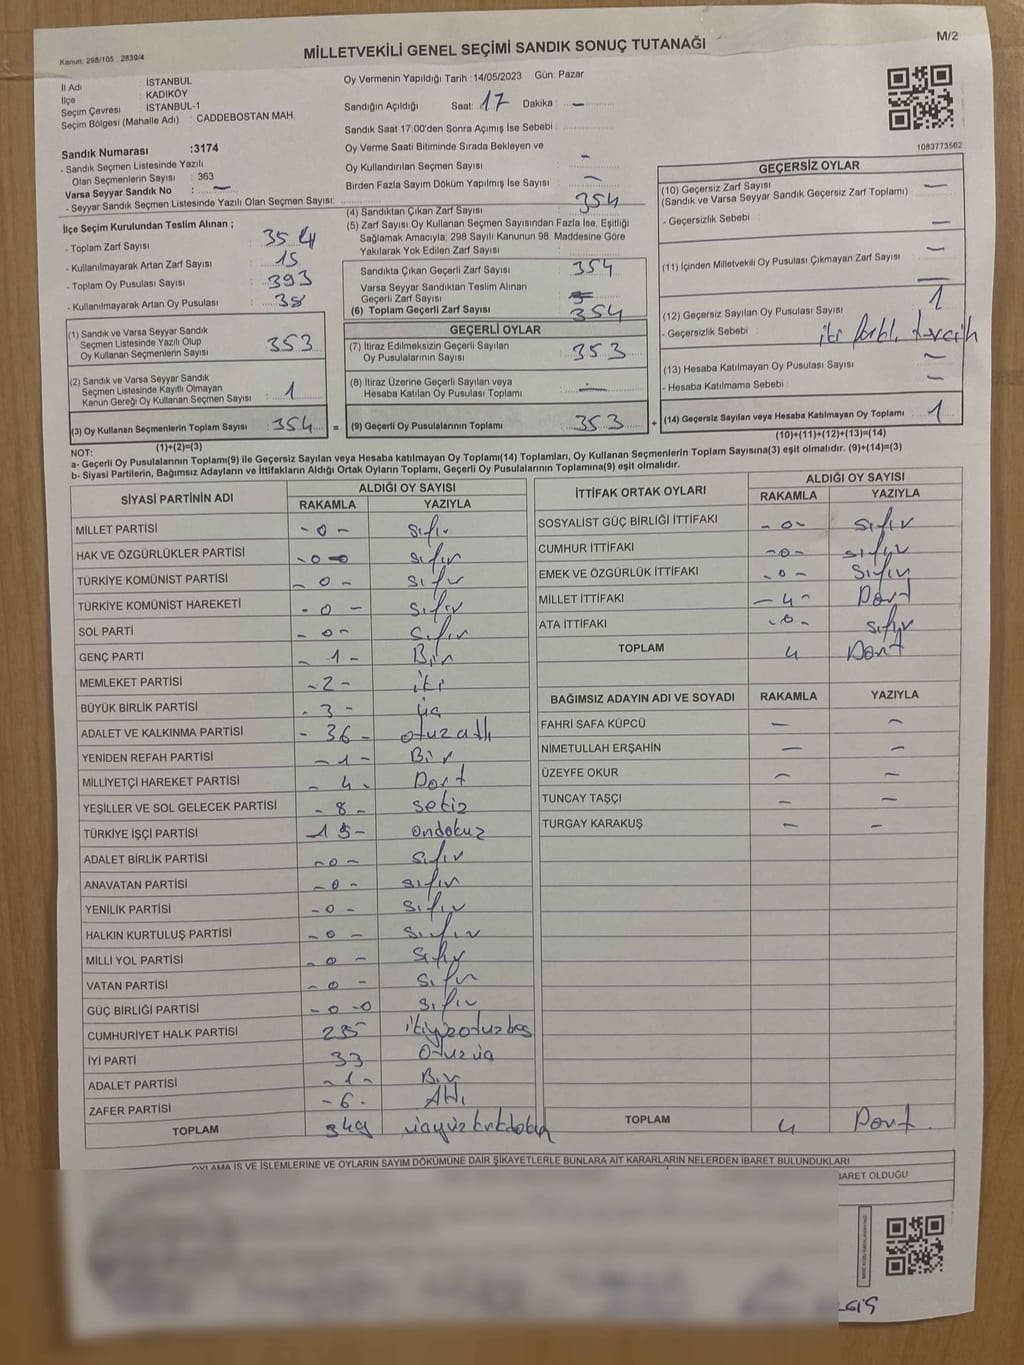 Kanun: 298/105 , 2839/4
MİLLETVEKİLİ GENEL SEÇİMİ SANDIK SONUÇ TUTANAĞI
M/2
İl Adı : İSTANBUL
İlçe : KADIKÖY
Seçim Çevresi : İSTANBUL-1
Seçim Bölgesi (Mahalle Adı) : CADDEBOSTAN MAH.
Oy Vermenin Yapıldığı Tarih :14/05/2023 Gün: Pazar
Sandığın Açıldığı Saat: 17 Dakika : –
Sandık Saat 17:00'den Sonra Açılmış İse Sebebi :
Oy Verme Saati Bitiminde Sırada Bekleyen ve
Oy Kullandırılan Seçmen Sayısı : –
Birden Fazla Sayım Döküm Yapılmış İse Sayısı : –
1083773562
Sandık Numarası :3174
- Sandık Seçmen Listesinde Yazılı
Olan Seçmenlerin Sayısı : 363
Varsa Seyyar Sandık No : –
- Seyyar Sandık Seçmen Listesinde Yazılı Olan Seçmen Sayısı:
İlçe Seçim Kurulundan Teslim Alınan ;
- Toplam Zarf Sayısı : 354
- Kullanılmayarak Artan Zarf Sayısı : 15
- Toplam Oy Pusulası Sayısı : 393
- Kullanılmayarak Artan Oy Pusulası : 38
(1) Sandık ve Varsa Seyyar Sandık
Seçmen Listesinde Yazılı Olup
Oy Kullanan Seçmenlerin Sayısı : 353
(2) Sandık ve Varsa Seyyar Sandık
Seçmen Listesinde Kayıtlı Olmayan
Kanun Gereği Oy Kullanan Seçmen Sayısı : 1
(3) Oy Kullanan Seçmenlerin Toplam Sayısı : 354 =
(1)+(2)=(3)
(4) Sandıktan Çıkan Zarf Sayısı : 354
(5) Zarf Sayısı Oy Kullanan Seçmen Sayısından Fazla İse, Eşitliği
Sağlamak Amacıyla; 298 Sayılı Kanunun 98. Maddesine Göre
Yakılarak Yok Edilen Zarf Sayısı :
Sandıkta Çıkan Geçerli Zarf Sayısı : 354
Varsa Seyyar Sandıktan Teslim Alınan
Geçerli Zarf Sayısı :
(6) Toplam Geçerli Zarf Sayısı : 354
GEÇERLİ OYLAR
(7) İtiraz Edilmeksizin Geçerli Sayılan
Oy Pusulalarının Sayısı : 353
(8) İtiraz Üzerine Geçerli Sayılan veya
Hesaba Katılan Oy Pusulası Toplamı : –
(9) Geçerli Oy Pusulalarının Toplamı : 353 +
GEÇERSİZ OYLAR
(10) Geçersiz Zarf Sayısı : –
(Sandık ve Varsa Seyyar Sandık Geçersiz Zarf Toplamı)
- Geçersizlik Sebebi : –
(11) İçinden Milletvekili Oy Pusulası Çıkmayan Zarf Sayısı : –
(12) Geçersiz Sayılan Oy Pusulası Sayısı : 1
- Geçersizlik Sebebi : iki farklı tercih
(13) Hesaba Katılmayan Oy Pusulası Sayısı : –
- Hesaba Katılmama Sebebi : –
(14) Geçersiz Sayılan veya Hesaba Katılmayan Oy Toplamı : 1
(10)+(11)+(12)+(13)=(14)
NOT:
a- Geçerli Oy Pusulalarının Toplamı(9) ile Geçersiz Sayılan veya Hesaba katılmayan Oy Toplamı(14) Toplamları, Oy Kullanan Seçmenlerin Toplam Sayısına(3) eşit olmalıdır. (9)+(14)=(3)
b- Siyasi Partilerin, Bağımsız Adayların ve İttifakların Aldığı Ortak Oyların Toplamı, Geçerli Oy Pusulalarının Toplamına(9) eşit olmalıdır.
SİYASİ PARTİNİN ADI ALDIĞI OY SAYISI
RAKAMLA YAZIYLA
MİLLET PARTİSİ - 0 - sıfır
HAK VE ÖZGÜRLÜKLER PARTİSİ - 0 - sıfır
TÜRKİYE KOMÜNİST PARTİSİ - 0 - sıfır
TÜRKİYE KOMÜNİST HAREKETİ - 0 - sıfır
SOL PARTİ - 0 - sıfır
GENÇ PARTİ - 1 - Bir
MEMLEKET PARTİSİ - 2 - iki
BÜYÜK BİRLİK PARTİSİ - 3 - üç
ADALET VE KALKINMA PARTİSİ - 36 - otuzaltı
YENİDEN REFAH PARTİSİ - 1 - Bir
MİLLİYETÇİ HAREKET PARTİSİ - 4 - Dört
YEŞİLLER VE SOL GELECEK PARTİSİ - 8 - sekiz
TÜRKİYE İŞÇİ PARTİSİ - 19 - ondokuz
ADALET BİRLİK PARTİSİ - 0 - sıfır
ANAVATAN PARTİSİ - 0 - sıfır
YENİLİK PARTİSİ - 0 - sıfır
HALKIN KURTULUŞ PARTİSİ - 0 - sıfır
MİLLİ YOL PARTİSİ - 0 - sıfır
VATAN PARTİSİ - 0 - sıfır
GÜÇ BİRLİĞİ PARTİSİ - 0 - 0 sıfır
CUMHURİYET HALK PARTİSİ 235 ikiyüzotuzbeş
İYİ PARTİ 33 Otuzüç
ADALET PARTİSİ - 1 - Bir
ZAFER PARTİSİ - 6 - Altı
TOPLAM 349 üçyüzkırkdokuz
İTTİFAK ORTAK OYLARI ALDIĞI OY SAYISI
RAKAMLA YAZIYLA
SOSYALİST GÜÇ BİRLİĞİ İTTİFAKI - 0 - sıfır
CUMHUR İTTİFAKI - 0 - sıfır
EMEK VE ÖZGÜRLÜK İTTİFAKI - 0 - sıfır
MİLLET İTTİFAKI - 4 - Dört
ATA İTTİFAKI - 0 - sıfır
TOPLAM 4 Dört
BAĞIMSIZ ADAYIN ADI VE SOYADI RAKAMLA YAZIYLA
FAHRİ SAFA KÜPCÜ – –
NİMETULLAH ERŞAHİN – –
ÜZEYFE OKUR – –
TUNCAY TAŞÇI – –
TURGAY KARAKUŞ – –
TOPLAM 4 Dört
OYLAMA İŞ VE İŞLEMLERİNE VE OYLARIN SAYIM DÖKÜMÜNE DAİR ŞİKAYETLERLE BUNLARA AİT KARARLARIN NELERDEN İBARET BULUNDUKLARI
BARET OLDUĞU